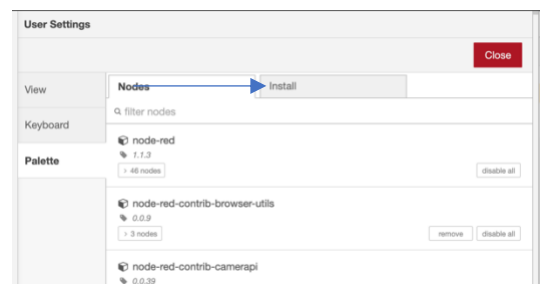 User Settings
Close
View
Keyboard
Palette
Nodes
Install
filter nodes
node-red
1.1.3
> 46 nodes
disable all
node-red-contrib-browser-utils
0.0.9
> 3 nodes
remove
disable all
node-red-contrib-camerapi
0.0.39